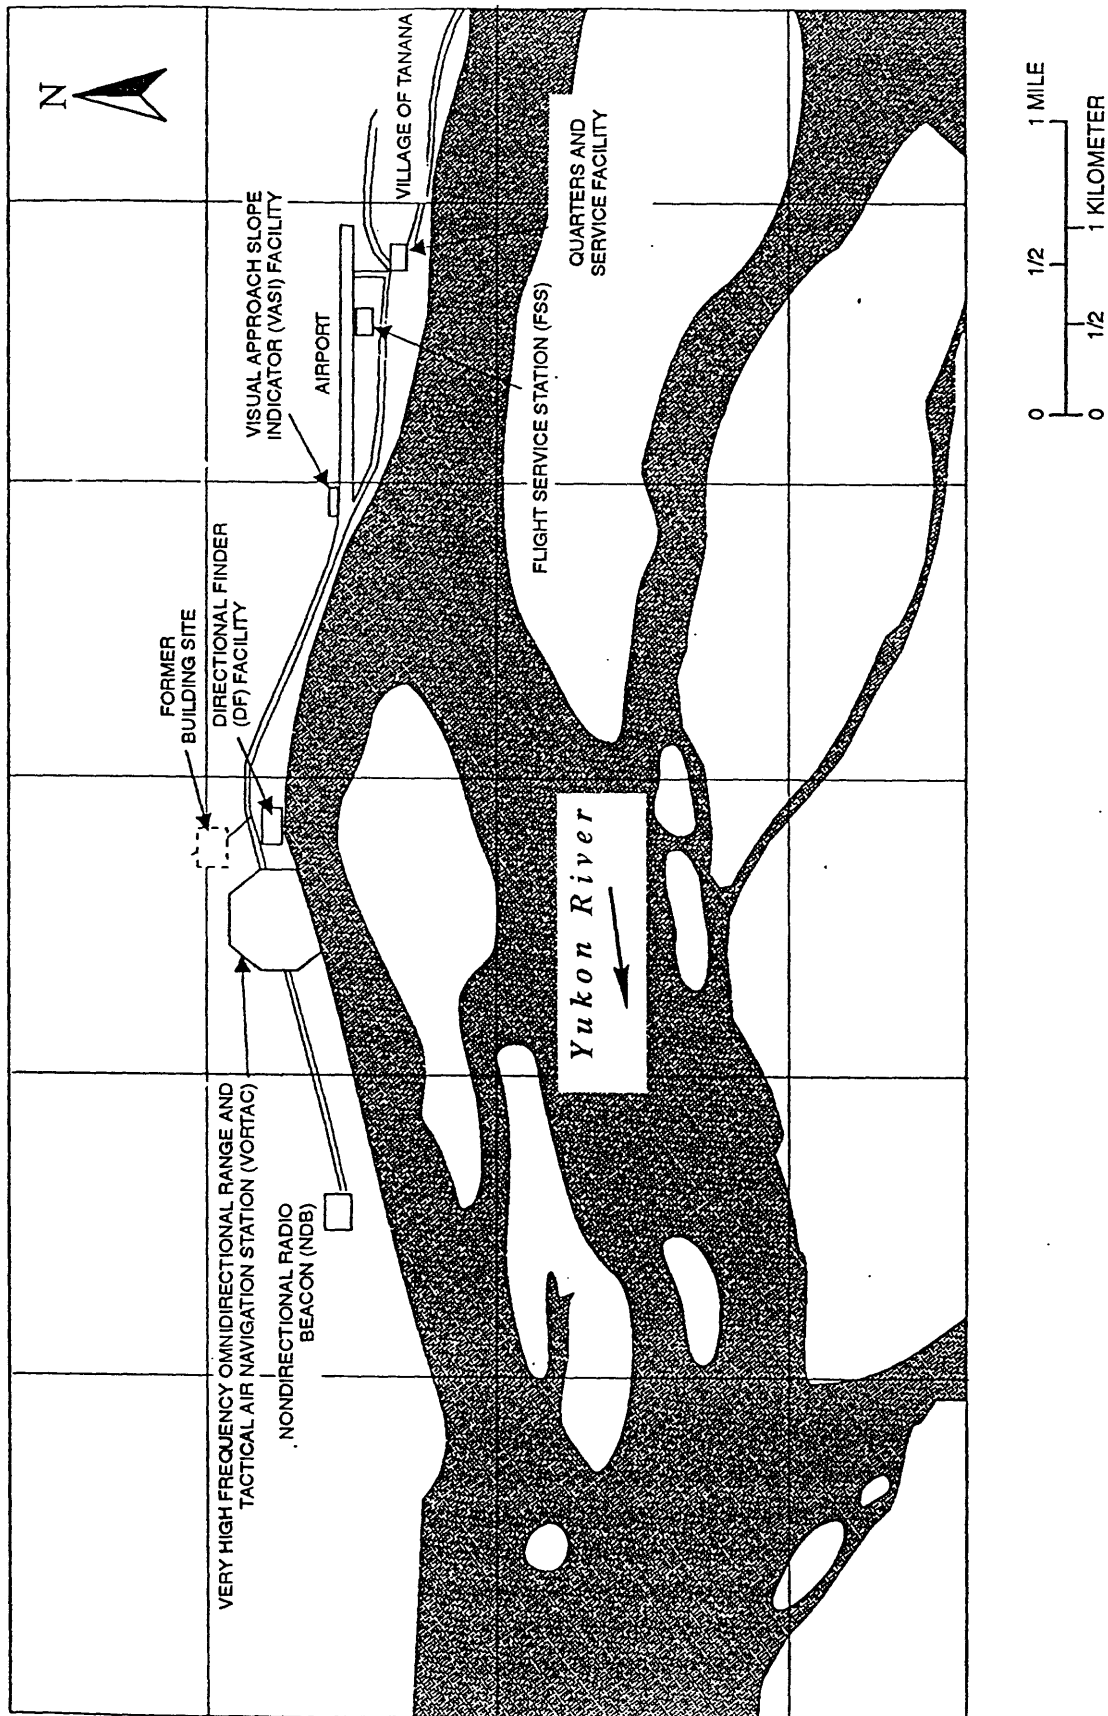 N
VILLAGE OF TANANA
VISUAL APPROACH SLOPE
INDICATOR (VASI) FACILITY
AIRPORT
QUARTERS AND
SERVICE FACILITY
FLIGHT SERVICE STATION (FSS)
FORMER
BUILDING SITE
DIRECTIONAL FINDER
(DF) FACILITY
Yukon River
VERY HIGH FREQUENCY OMNIDIRECTIONAL RANGE AND
TACTICAL AIR NAVIGATION STATION (VORTAC)
NONDIRECTIONAL RADIO
BEACON (NDB)
0 1/2 1 MILE
0 1/2 1 KILOMETER